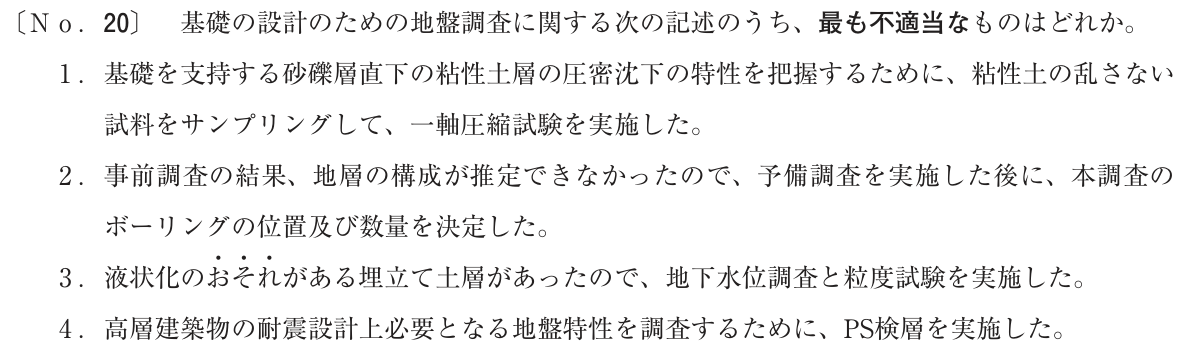 〔Ｎｏ．20〕　基礎の設計のための地盤調査に関する次の記述のうち、最も不適当なものはどれか。
１．基礎を支持する砂礫層直下の粘性土層の圧密沈下の特性を把握するために、粘性土の乱さない
試料をサンプリングして、一軸圧縮試験を実施した。
２．事前調査の結果、地層の構成が推定できなかったので、予備調査を実施した後に、本調査の
ボーリングの位置及び数量を決定した。
３．液状化のおそれがある埋立て土層があったので、地下水位調査と粒度試験を実施した。
４．高層建築物の耐震設計上必要となる地盤特性を調査するために、PS検層を実施した。